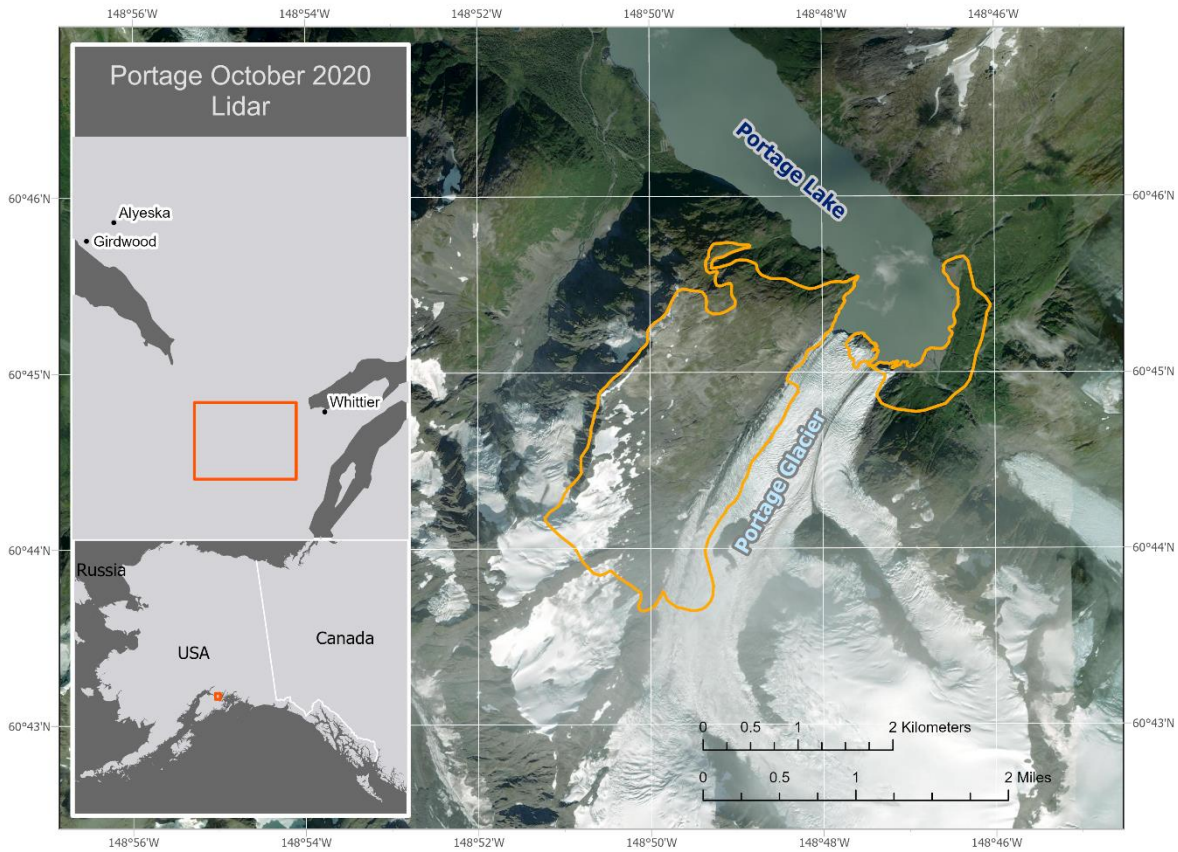 148°56'W
148°54'W
148°52'W
148°50'W
148°48'W
148°46'W
Portage October 2020
Lidar
Alyeska
Girdwood
Whittier
Russia
USA
Canada
60°46'N
60°45'N
60°44'N
60°43'N
Portage Lake
Portage Glacier
60°46'N
60°45'N
60°44'N
60°43'N
0 0.5 1 2 Kilometers
0 0.5 1 2 Miles
148°56'W
148°54'W
148°52'W
148°50'W
148°48'W
148°46'W